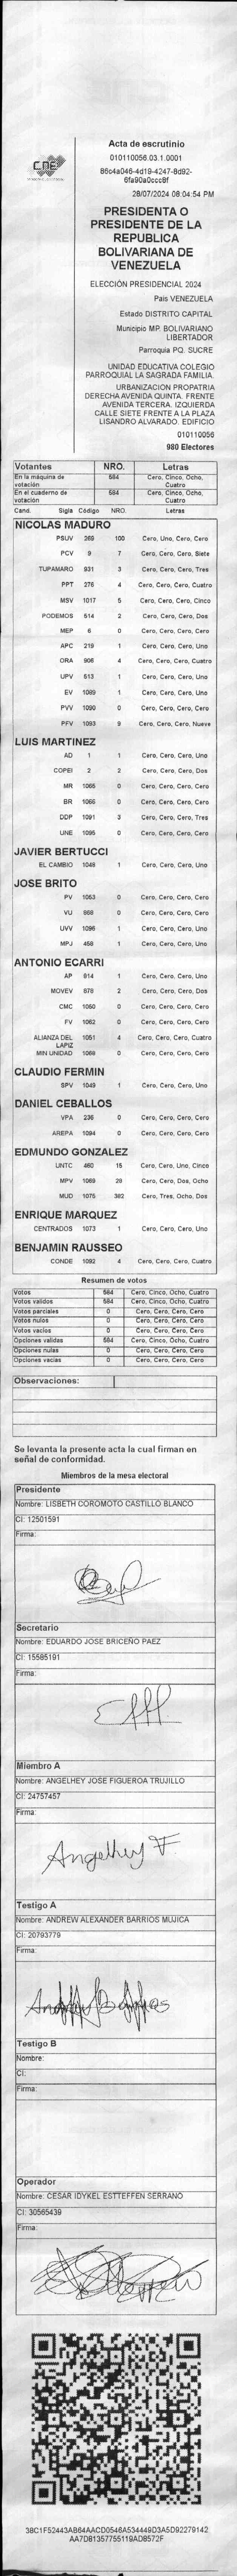 CNE
Acta de escrutinio
010110056.03.1.0001
86c4a046-4d19-4247-8d92-
6fa90a0ccc8f
28/07/2024 08:04:54 PM
PRESIDENTA O
PRESIDENTE DE LA
REPUBLICA
BOLIVARIANA DE
VENEZUELA
ELECCIÓN PRESIDENCIAL 2024
País VENEZUELA
Estado DISTRITO CAPITAL
Municipio MP. BOLIVARIANO
LIBERTADOR
Parroquia PQ. SUCRE
UNIDAD EDUCATIVA COLEGIO
PARROQUIAL LA SAGRADA FAMILIA.
URBANIZACION PROPATRIA
DERECHA AVENIDA QUINTA. FRENTE
AVENIDA TERCERA. IZQUIERDA
CALLE SIETE FRENTE A LA PLAZA
LISANDRO ALVARADO. EDIFICIO
010110056
980 Electores
Votantes NRO. Letras
En la máquina de votación 584 Cero, Cinco, Ocho, Cuatro
En el cuaderno de votación 584 Cero, Cinco, Ocho, Cuatro
Cand. Sigla Código NRO. Letras
NICOLAS MADURO
PSUV 269 100 Cero, Uno, Cero, Cero
PCV 9 7 Cero, Cero, Cero, Siete
TUPAMARO 931 3 Cero, Cero, Cero, Tres
PPT 276 4 Cero, Cero, Cero, Cuatro
MSV 1017 5 Cero, Cero, Cero, Cinco
PODEMOS 514 2 Cero, Cero, Cero, Dos
MEP 6 0 Cero, Cero, Cero, Cero
APC 219 1 Cero, Cero, Cero, Uno
ORA 906 4 Cero, Cero, Cero, Cuatro
UPV 513 1 Cero, Cero, Cero, Uno
EV 1089 1 Cero, Cero, Cero, Uno
PVV 1090 0 Cero, Cero, Cero, Cero
PFV 1093 9 Cero, Cero, Cero, Nueve
LUIS MARTINEZ
AD 1 1 Cero, Cero, Cero, Uno
COPEI 2 2 Cero, Cero, Cero, Dos
MR 1065 0 Cero, Cero, Cero, Cero
BR 1066 0 Cero, Cero, Cero, Cero
DDP 1091 3 Cero, Cero, Cero, Tres
UNE 1095 0 Cero, Cero, Cero, Cero
JAVIER BERTUCCI
EL CAMBIO 1048 1 Cero, Cero, Cero, Uno
JOSE BRITO
PV 1053 0 Cero, Cero, Cero, Cero
VU 868 0 Cero, Cero, Cero, Cero
UVV 1096 1 Cero, Cero, Cero, Uno
MPJ 458 1 Cero, Cero, Cero, Uno
ANTONIO ECARRI
AP 814 1 Cero, Cero, Cero, Uno
MOVEV 678 2 Cero, Cero, Cero, Dos
CMC 1050 0 Cero, Cero, Cero, Cero
FV 1062 0 Cero, Cero, Cero, Cero
ALIANZA DEL LAPIZ 1051 4 Cero, Cero, Cero, Cuatro
MIN UNIDAD 1068 0 Cero, Cero, Cero, Cero
CLAUDIO FERMIN
SPV 1049 1 Cero, Cero, Cero, Uno
DANIEL CEBALLOS
VPA 236 0 Cero, Cero, Cero, Cero
AREPA 1094 0 Cero, Cero, Cero, Cero
EDMUNDO GONZALEZ
UNTC 460 15 Cero, Cero, Uno, Cinco
MPV 1069 28 Cero, Cero, Dos, Ocho
MUD 1075 382 Cero, Tres, Ocho, Dos
ENRIQUE MARQUEZ
CENTRADOS 1073 1 Cero, Cero, Cero, Uno
BENJAMIN RAUSSEO
CONDE 1092 4 Cero, Cero, Cero, Cuatro
Resumen de votos
Votos 584 Cero, Cinco, Ocho, Cuatro
Votos validos 584 Cero, Cinco, Ocho, Cuatro
Votos parciales 0 Cero, Cero, Cero, Cero
Votos nulos 0 Cero, Cero, Cero, Cero
Votos vacíos 0 Cero, Cero, Cero, Cero
Opciones validas 584 Cero, Cinco, Ocho, Cuatro
Opciones nulas 0 Cero, Cero, Cero, Cero
Opciones vacias 0 Cero, Cero, Cero, Cero
Observaciones:
Se levanta la presente acta la cual firman en
señal de conformidad.
Miembros de la mesa electoral
Presidente
Nombre: LISBETH COROMOTO CASTILLO BLANCO
CI: 12501591
Firma:
Secretario
Nombre: EDUARDO JOSE BRICEÑO PAEZ
CI: 15585191
Firma:
Miembro A
Nombre: ANGELHEY JOSE FIGUEROA TRUJILLO
CI: 24757457
Firma:
Angelhey F
Testigo A
Nombre: ANDREW ALEXANDER BARRIOS MUJICA
CI: 20793779
Firma:
Testigo B
Nombre:
CI:
Firma:
Operador
Nombre: CESAR IDYKEL ESTTEFFEN SERRANO
CI: 30565439
Firma:
38C1F52443AB64AACD0546A534449D3A5D92279142
AA7D81357755119AD8572F